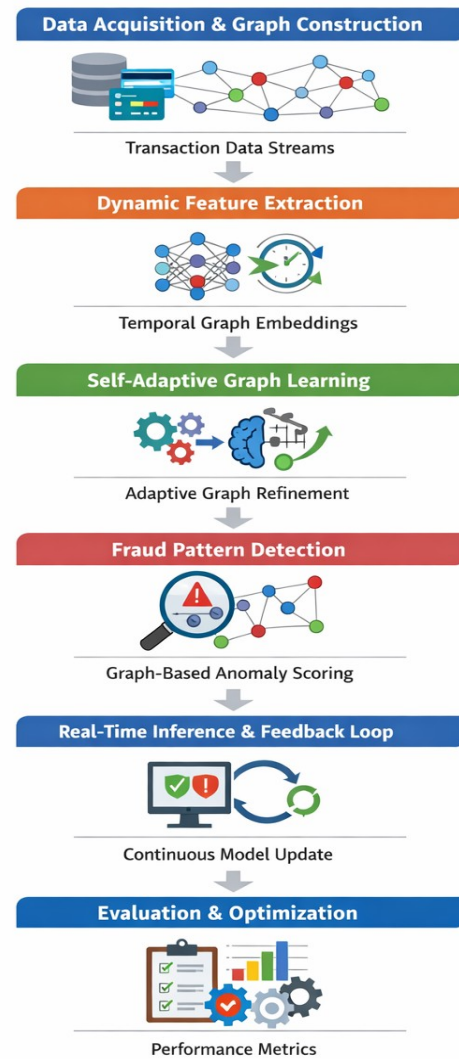 Data Acquisition & Graph Construction
Transaction Data Streams
Dynamic Feature Extraction
Temporal Graph Embeddings
Self-Adaptive Graph Learning
Adaptive Graph Refinement
Fraud Pattern Detection
Graph-Based Anomaly Scoring
Real-Time Inference & Feedback Loop
Continuous Model Update
Evaluation & Optimization
Performance Metrics